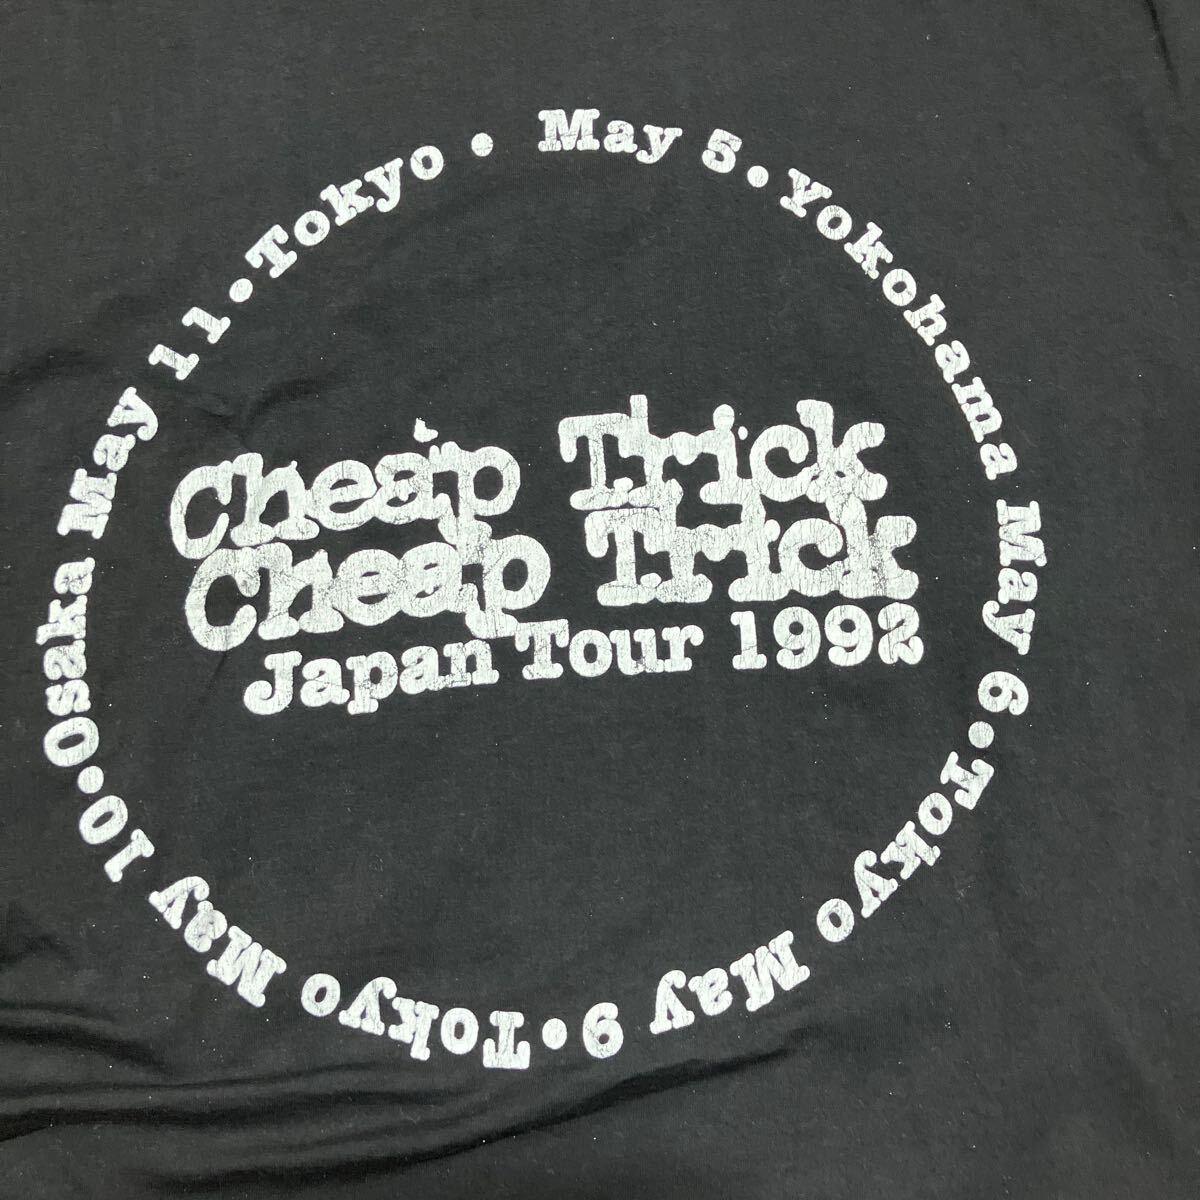 Cheap Trick
Cheap Trick
Japan Tour 1992
May 5 • Yokohama May 6 • Tokyo May 9 • Tokyo May 10 • Osaka May 11 • Tokyo •